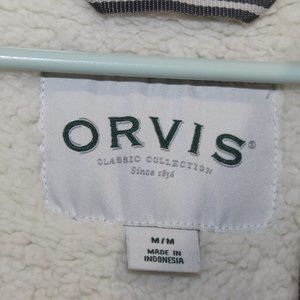 ORVIS®
CLASSIC COLLECTION
Since 1856
M/M
MADE IN
INDONESIA